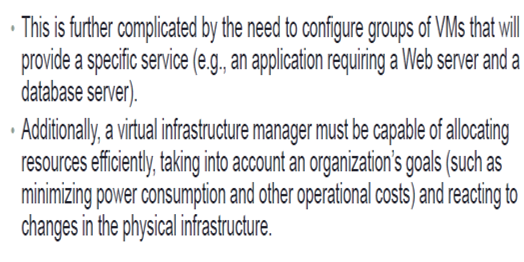 • This is further complicated by the need to configure groups of VMs that will
provide a specific service (e.g., an application requiring a Web server and a
database server).
• Additionally, a virtual infrastructure manager must be capable of allocating
resources efficiently, taking into account an organization's goals (such as
minimizing power consumption and other operational costs) and reacting to
changes in the physical infrastructure.